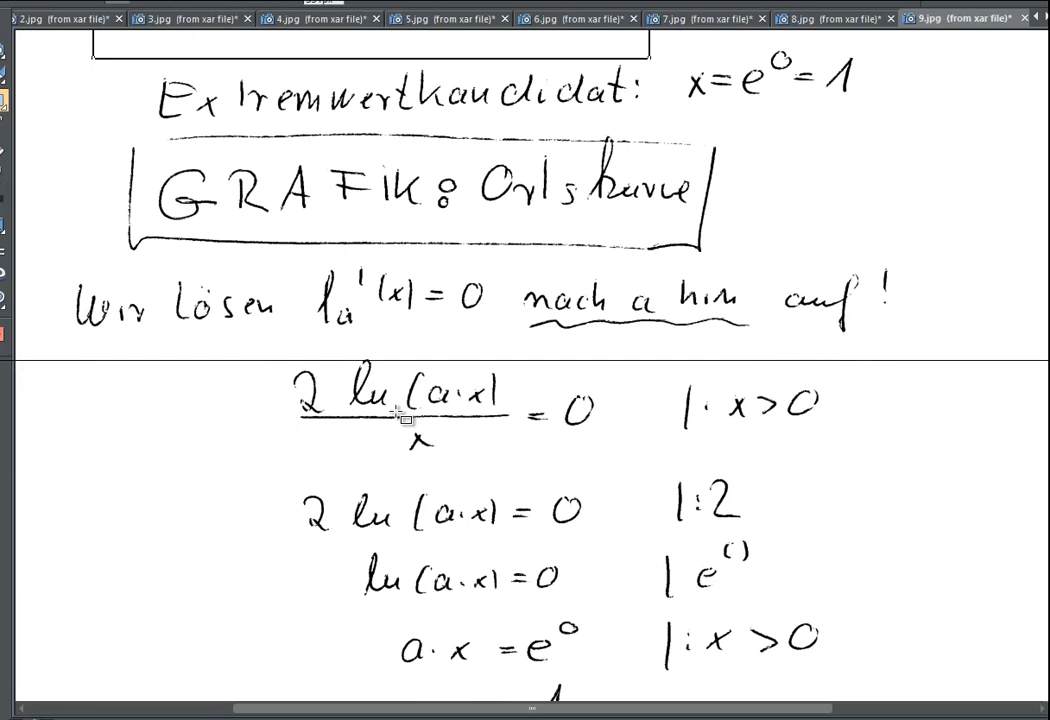 2.jpg (from xar file)* 3.jpg (from xar file)* 4.jpg (from xar file)* 5.jpg (from xar file)* 6.jpg (from xar file)* 7.jpg (from xar file)* 8.jpg (from xar file)* 9.jpg (from xar file)*
Extremwertkandidat: x = e⁰ = 1
GRAFIK: Ortskurve
Wir lösen fₐ'(x) = 0 nach a hin auf!
2 ln(a·x) / x = 0 |· x > 0
2 ln(a·x) = 0 |:2
ln(a·x) = 0 | e^()
a·x = e⁰ |: x > 0